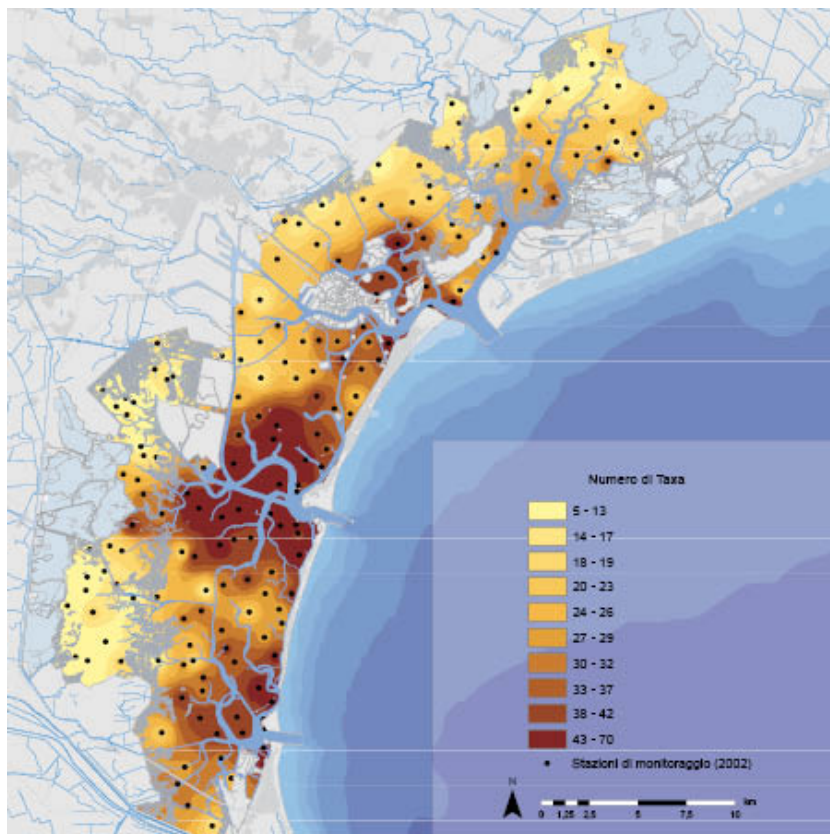 Numero di Taxa
5 - 13
14 - 17
18 - 19
20 - 23
24 - 26
27 - 29
30 - 32
33 - 37
38 - 42
43 - 70
Stazioni di monitoraggio (2002)
N
km
0 1,25 2,5 5 7,5 10